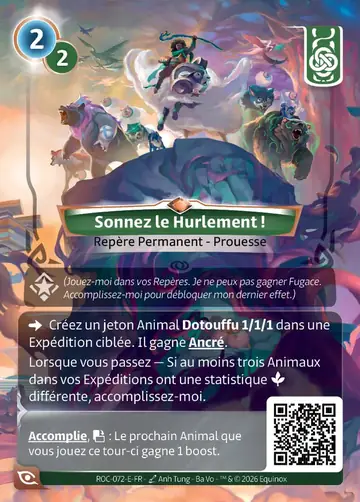 2
2
Sonnez le Hurlement !
Repère Permanent - Prouesse
(Jouez-moi dans vos Repères. Je ne peux pas gagner Fugace.
Accomplissez-moi pour débloquer mon dernier effet.)
➜ Créez un jeton Animal Dotouffu 1/1/1 dans une
Expédition ciblée. Il gagne Ancré.
Lorsque vous passez — Si au moins trois Animaux
dans vos Expéditions ont une statistique
différente, accomplissez-moi.
Accomplie, : Le prochain Animal que
vous jouez ce tour-ci gagne 1 boost.
ROC-072-E-FR - Anh Tung - Ba Vo - ™ & © 2026 Equinox